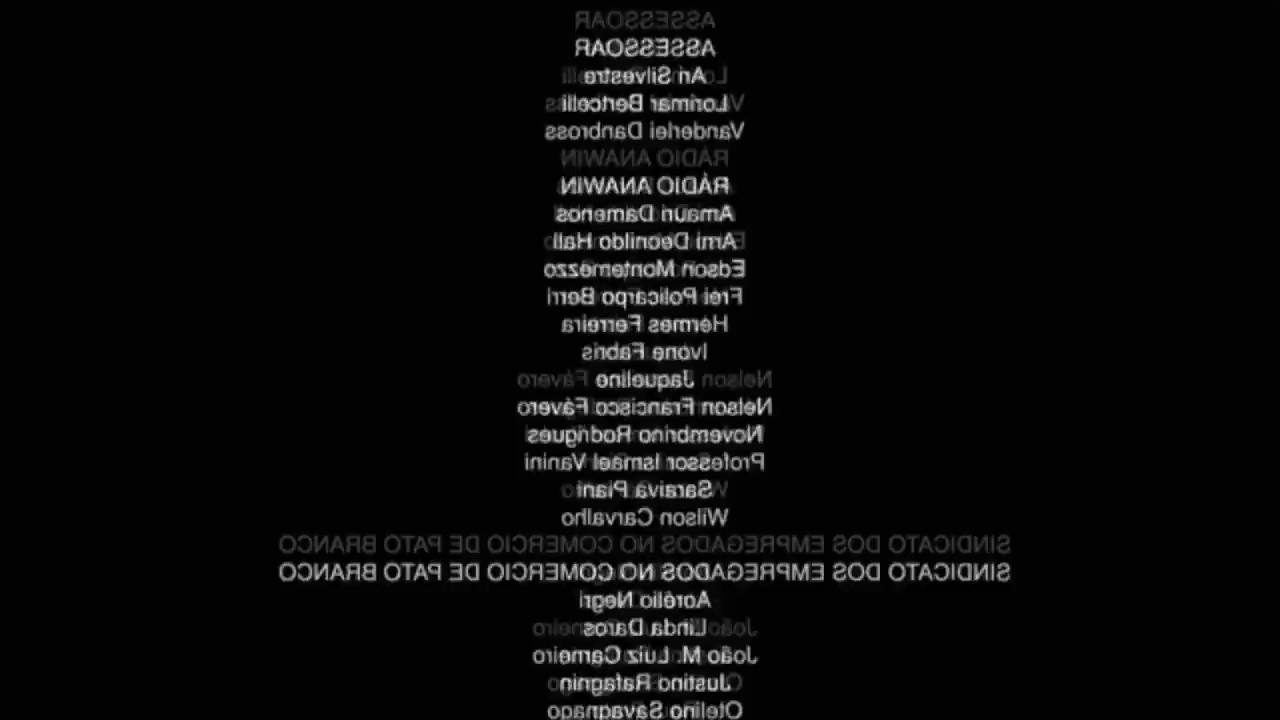 ASSESSOAR
Ari Silvestre
Lorimar Bertcelli
Vanderlei Danbross
RÁDIO ANAWIN
Amauri Damenos
Arni Deonildo Hall
Edson Montemezzo
Frei Policarpo Berri
Hermes Ferreira
Ivone Fabris
Jaqueline
Nelson Francisco Fávero
Novembrino Rodrigues
Professor Ismael Vanini
Saraiva Piani
Wilson Carvalho
SINDICATO DOS EMPREGADOS NO COMERCIO DE PATO BRANCO
Aorélio Negri
Linda Daros
João M. Luiz Carneiro
Justino Rafagnin
Otelino Savagnago